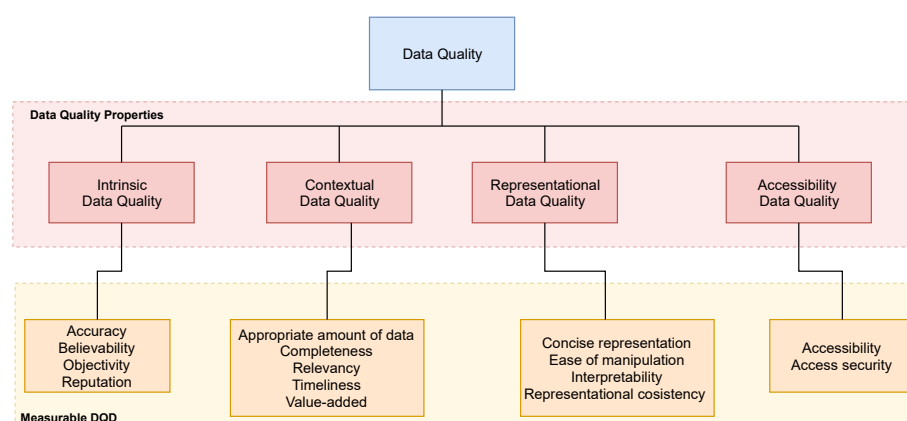 Data Quality
Data Quality Properties
Intrinsic
Data Quality
Contextual
Data Quality
Representational
Data Quality
Accessibility
Data Quality
Accuracy
Believability
Objectivity
Reputation
Appropriate amount of data
Completeness
Relevancy
Timeliness
Value-added
Concise representation
Ease of manipulation
Interpretability
Representational cosistency
Accessibility
Access security
Measurable DQD